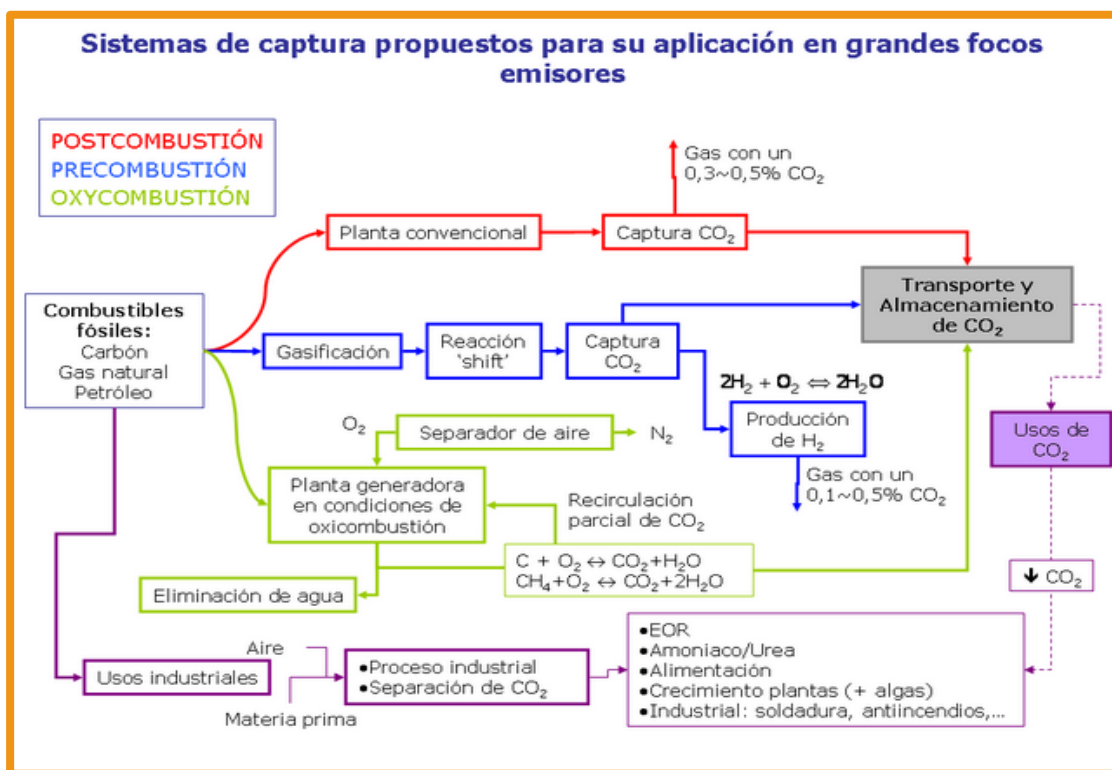 Sistemas de captura propuestos para su aplicación en grandes focos
emisores
POSTCOMBUSTIÓN
PRECOMBUSTIÓN
OXYCOMBUSTIÓN
Gas con un
0,3~0,5% CO₂
Planta convencional
Captura CO₂
Transporte y
Almacenamiento
de CO₂
Combustibles
fósiles:
Carbón
Gas natural
Petróleo
Gasificación
Reacción
‘shift’
Captura
CO₂
2H₂ + O₂ ⇔ 2H₂O
Producción
de H₂
Gas con un
0,1~0,5% CO₂
Usos de
CO₂
O₂
Separador de aire
N₂
Planta generadora
en condiciones de
oxicombustión
Recirculación
parcial de CO₂
C + O₂ ↔ CO₂+H₂O
CH₄+O₂ ↔ CO₂+2H₂O
Eliminación de agua
↓ CO₂
Aire
Usos industriales
Materia prima
•Proceso industrial
•Separación de CO₂
•EOR
•Amoniaco/Urea
•Alimentación
•Crecimiento plantas (+ algas)
•Industrial: soldadura, antiincendios,...